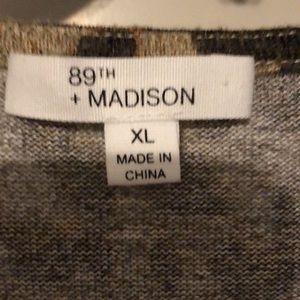 89TH
+ MADISON
XL
MADE IN
CHINA